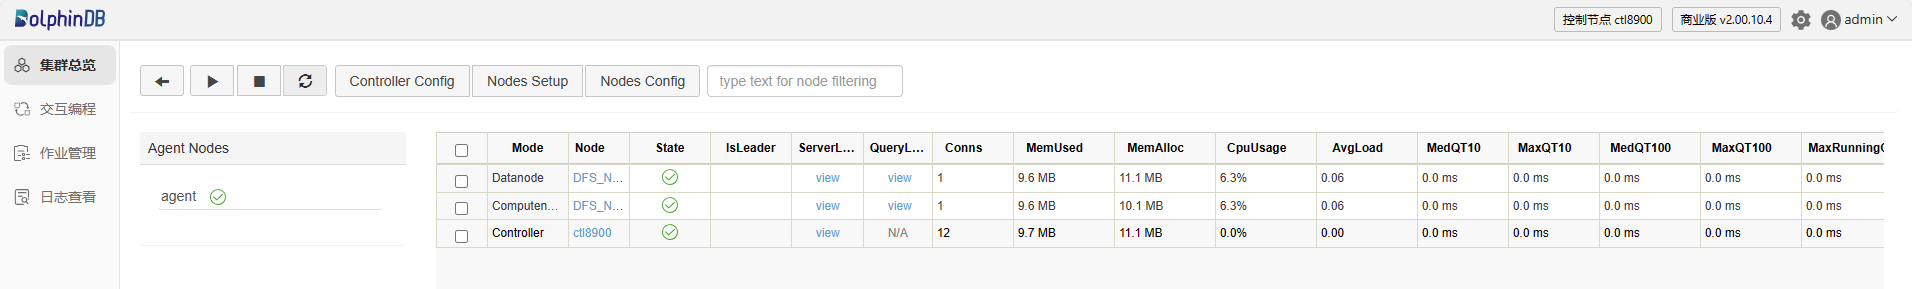 DolphinDB 控制节点 ctl8900 商业版 v2.00.10.4 admin
集群总览
交互编程
作业管理
日志查看
Controller Config Nodes Setup Nodes Config type text for node filtering
Agent Nodes
agent
Mode Node State IsLeader ServerL... QueryL... Conns MemUsed MemAlloc CpuUsage AvgLoad MedQT10 MaxQT10 MedQT100 MaxQT100 MaxRunningQ
Datanode DFS_N... view view 1 9.6 MB 11.1 MB 6.3% 0.06 0.0 ms 0.0 ms 0.0 ms 0.0 ms 0.0 ms
Computen... DFS_N... view view 1 9.6 MB 10.1 MB 6.3% 0.06 0.0 ms 0.0 ms 0.0 ms 0.0 ms 0.0 ms
Controller ctl8900 view N/A 12 9.7 MB 11.1 MB 0.0% 0.00 0.0 ms 0.0 ms 0.0 ms 0.0 ms 0.0 ms